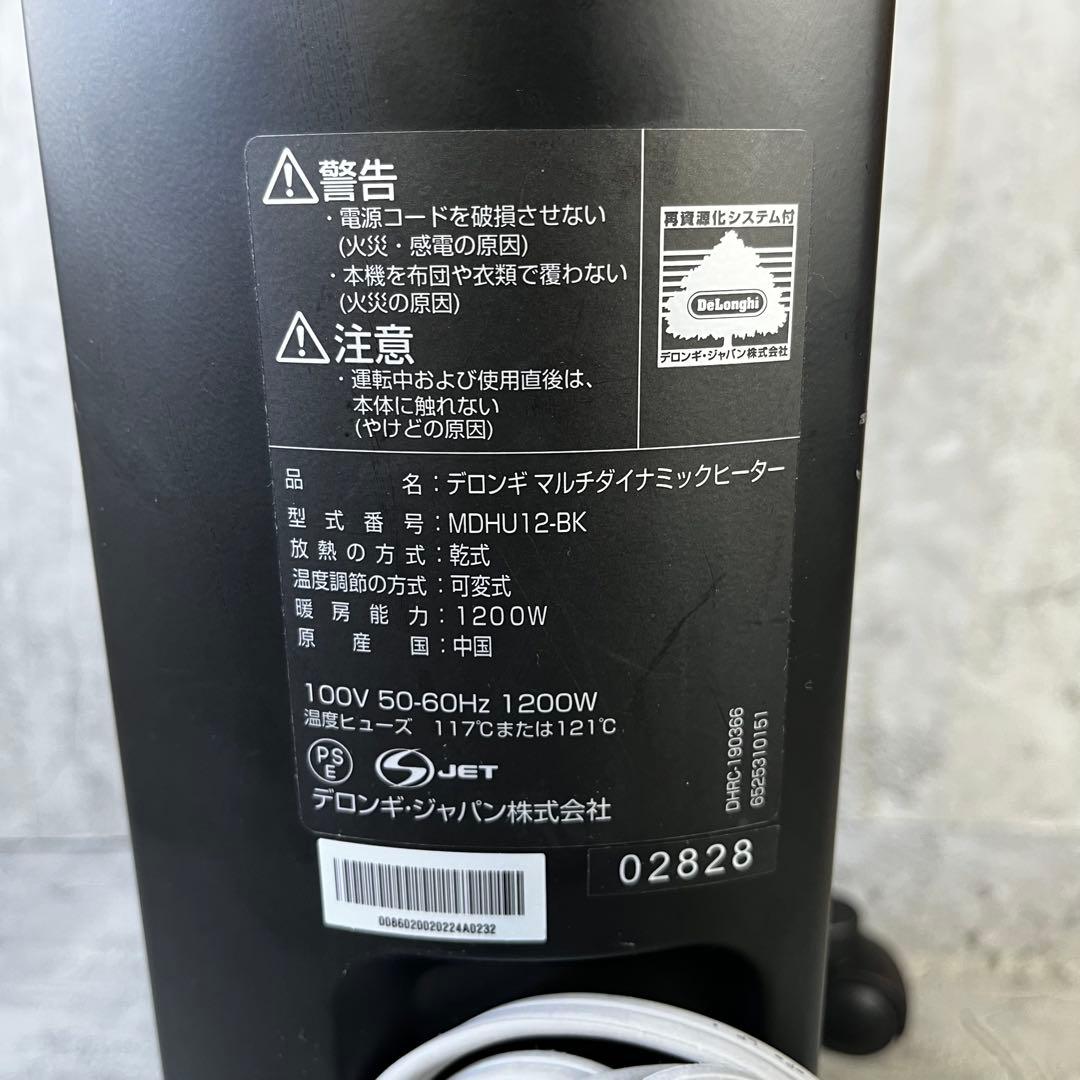 警告
・電源コードを破損させない
(火災・感電の原因)
・本機を布団や衣類で覆わない
(火災の原因)
注意
・運転中および使用直後は、
本体に触れない
(やけどの原因)
再資源化システム付
DeLonghi
デロンギ・ジャパン株式会社
品名：デロンギ マルチダイナミックヒーター
型式番号：MDHU12-BK
放熱の方式：乾式
温度調節の方式：可変式
暖房能力：1200W
原産国：中国
100V 50-60Hz 1200W
温度ヒューズ 117℃または121℃
PSE
JET
デロンギ・ジャパン株式会社
DHRC-190366
6525310151
02828
0086020020224A0232